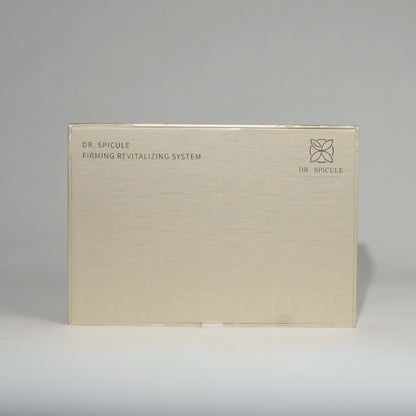 DR. SPICULE
FIRMING REVITALIZING SYSTEM
DR. SPICULE
DR. SPICULE